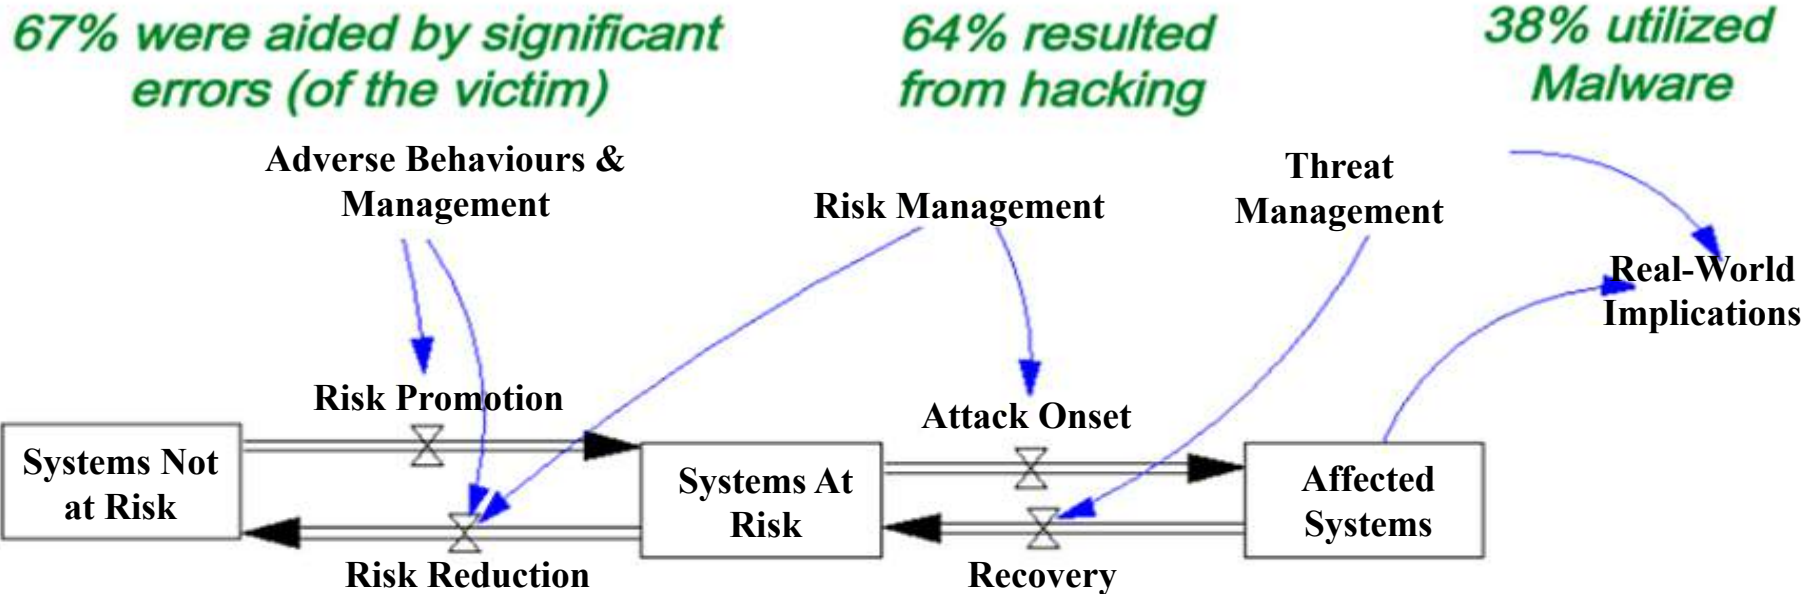 67% were aided by significant
errors (of the victim)
64% resulted
from hacking
38% utilized
Malware
Adverse Behaviours &
Management
Risk Management
Threat
Management
Real-World
Implications
Risk Promotion
Attack Onset
Systems Not
at Risk
Systems At
Risk
Affected
Systems
Risk Reduction
Recovery